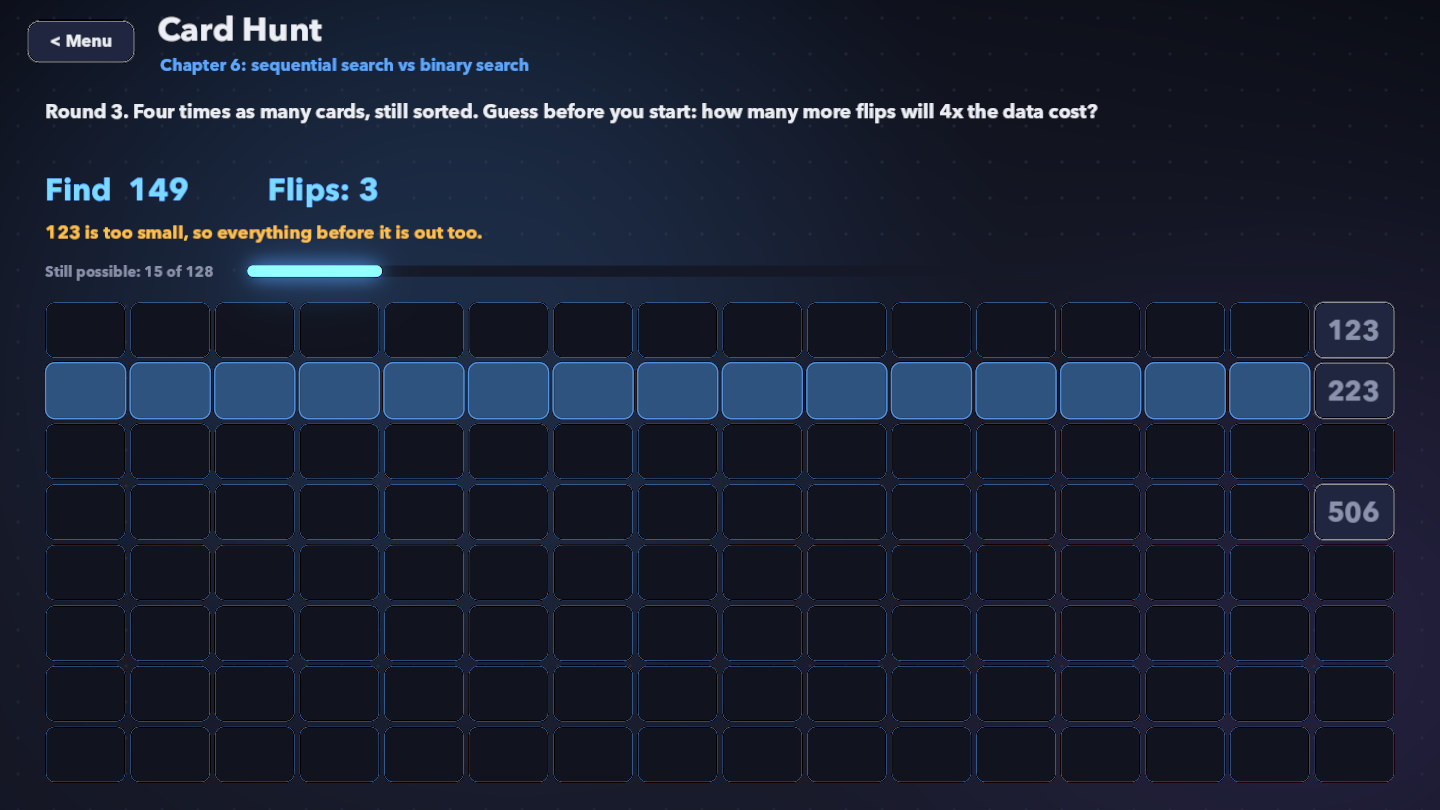 < Menu
Card Hunt
Chapter 6: sequential search vs binary search
Round 3. Four times as many cards, still sorted. Guess before you start: how many more flips will 4x the data cost?
Find 149 Flips: 3
123 is too small, so everything before it is out too.
Still possible: 15 of 128
123
223
506